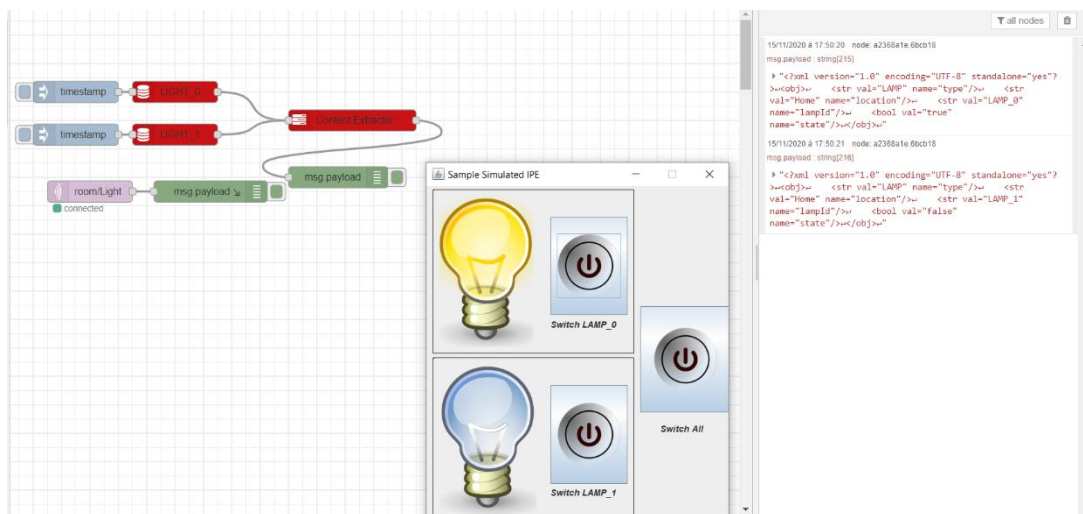 timestamp
LIGHT_0
timestamp
LIGHT_1
Content Extractor
msg.payload
room/Light
connected
msg.payload
Sample Simulated IPE
Switch LAMP_0
Switch All
Switch LAMP_1
all nodes
15/11/2020 à 17:50:20 node: a2368a1e.6bcb18
msg.payload : string[215]
"<?xml version="1.0" encoding="UTF-8" standalone="yes"?
>↵<obj>↵ <str val="LAMP" name="type"/>↵ <str
val="Home" name="location"/>↵ <str val="LAMP_0"
name="lampId"/>↵ <bool val="true"
name="state"/>↵</obj>↵"
15/11/2020 à 17:50:21 node: a2368a1e.6bcb18
msg.payload : string[216]
"<?xml version="1.0" encoding="UTF-8" standalone="yes"?
>↵<obj>↵ <str val="LAMP" name="type"/>↵ <str
val="Home" name="location"/>↵ <str val="LAMP_1"
name="lampId"/>↵ <bool val="false"
name="state"/>↵</obj>↵"